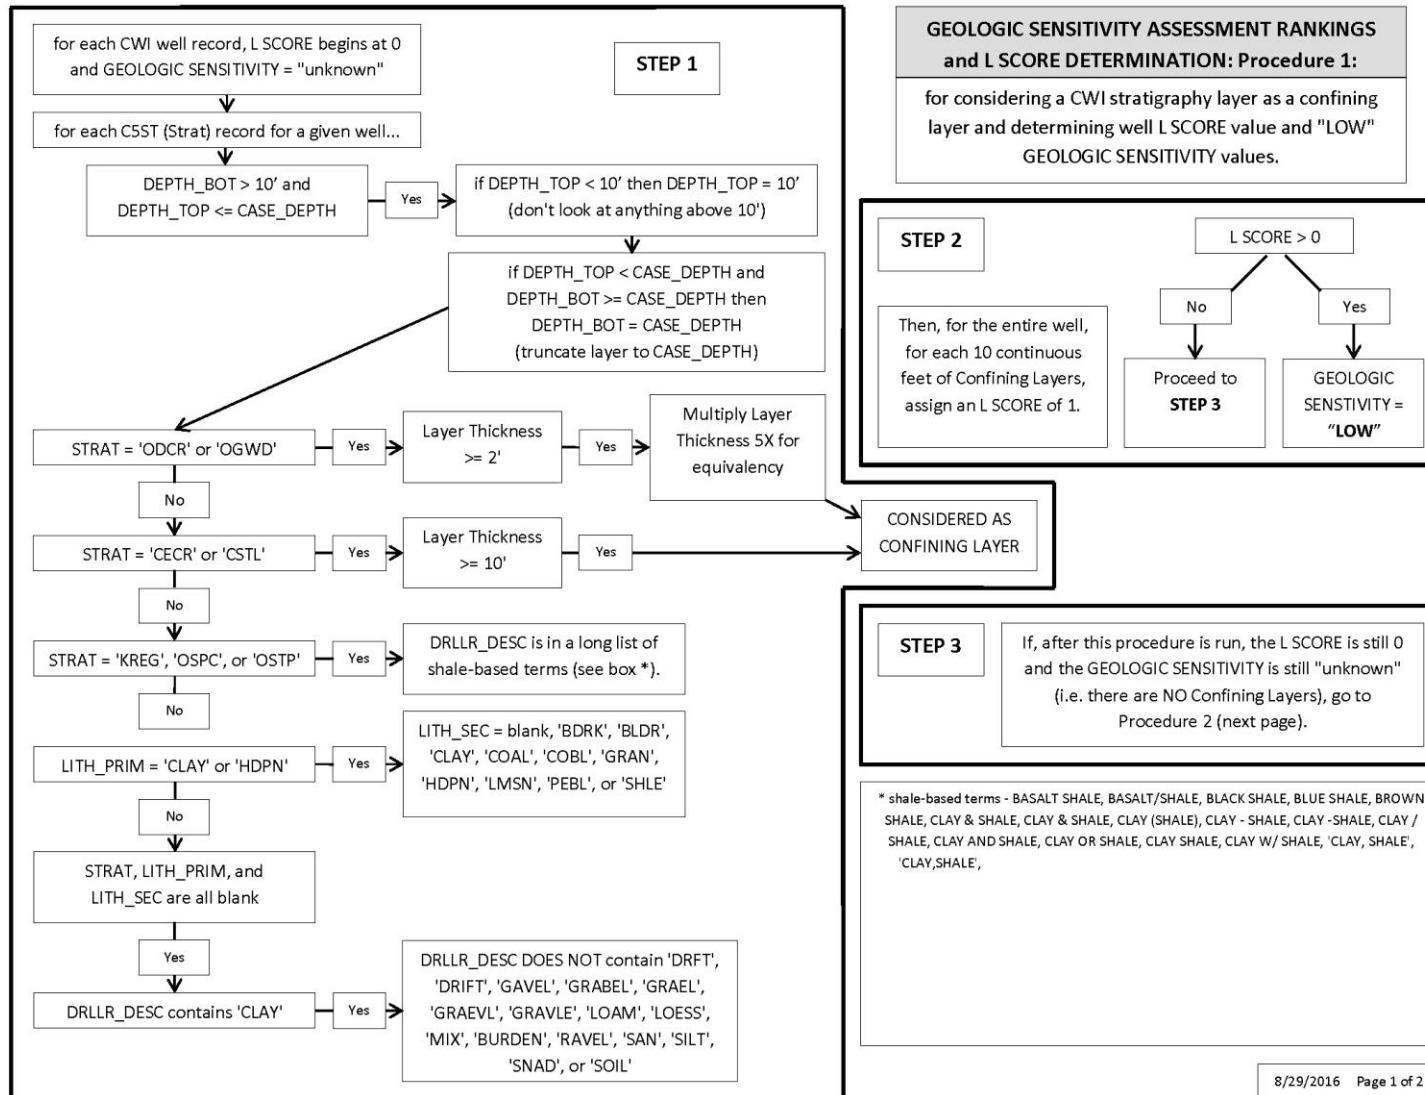 for each CWI well record, L SCORE begins at 0
and GEOLOGIC SENSITIVITY = "unknown"
STEP 1
for each C5ST (Strat) record for a given well...
DEPTH_BOT > 10’ and
DEPTH_TOP <= CASE_DEPTH
Yes
if DEPTH_TOP < 10’ then DEPTH_TOP = 10’
(don't look at anything above 10')
if DEPTH_TOP < CASE_DEPTH and
DEPTH_BOT >= CASE_DEPTH then
DEPTH_BOT = CASE_DEPTH
(truncate layer to CASE_DEPTH)
STRAT = 'ODCR' or 'OGWD'
Yes
Layer Thickness
>= 2'
Yes
Multiply Layer
Thickness 5X for
equivalency
No
CONSIDERED AS
CONFINING LAYER
STRAT = 'CECR' or 'CSTL'
Yes
Layer Thickness
>= 10'
Yes
No
STRAT = 'KREG', 'OSPC', or 'OSTP'
Yes
DRLLR_DESC is in a long list of
shale-based terms (see box *).
No
LITH_PRIM = 'CLAY' or 'HDPN'
Yes
LITH_SEC = blank, 'BDRK', 'BLDR',
'CLAY', 'COAL', 'COBL', 'GRAN',
'HDPN', 'LMSN', 'PEBL', or 'SHLE'
No
STRAT, LITH_PRIM, and
LITH_SEC are all blank
Yes
DRLLR_DESC contains 'CLAY'
Yes
DRLLR_DESC DOES NOT contain 'DRFT',
'DRIFT', 'GAVEL', 'GRABEL', 'GRAEL',
'GRAEVL', 'GRAVLE', 'LOAM', 'LOESS',
'MIX', 'BURDEN', 'RAVEL', 'SAN', 'SILT',
'SNAD', or 'SOIL'
GEOLOGIC SENSITIVITY ASSESSMENT RANKINGS
and L SCORE DETERMINATION: Procedure 1:
for considering a CWI stratigraphy layer as a confining
layer and determining well L SCORE value and "LOW"
GEOLOGIC SENSITIVITY values.
STEP 2
Then, for the entire well,
for each 10 continuous
feet of Confining Layers,
assign an L SCORE of 1.
L SCORE > 0
No
Yes
Proceed to
STEP 3
GEOLOGIC
SENSTIVITY =
“LOW”
STEP 3
If, after this procedure is run, the L SCORE is still 0
and the GEOLOGIC SENSITIVITY is still "unknown"
(i.e. there are NO Confining Layers), go to
Procedure 2 (next page).
* shale-based terms - BASALT SHALE, BASALT/SHALE, BLACK SHALE, BLUE SHALE, BROWN
SHALE, CLAY & SHALE, CLAY & SHALE, CLAY (SHALE), CLAY - SHALE, CLAY -SHALE, CLAY /
SHALE, CLAY AND SHALE, CLAY OR SHALE, CLAY SHALE, CLAY W/ SHALE, 'CLAY, SHALE',
'CLAY,SHALE',
8/29/2016 Page 1 of 2